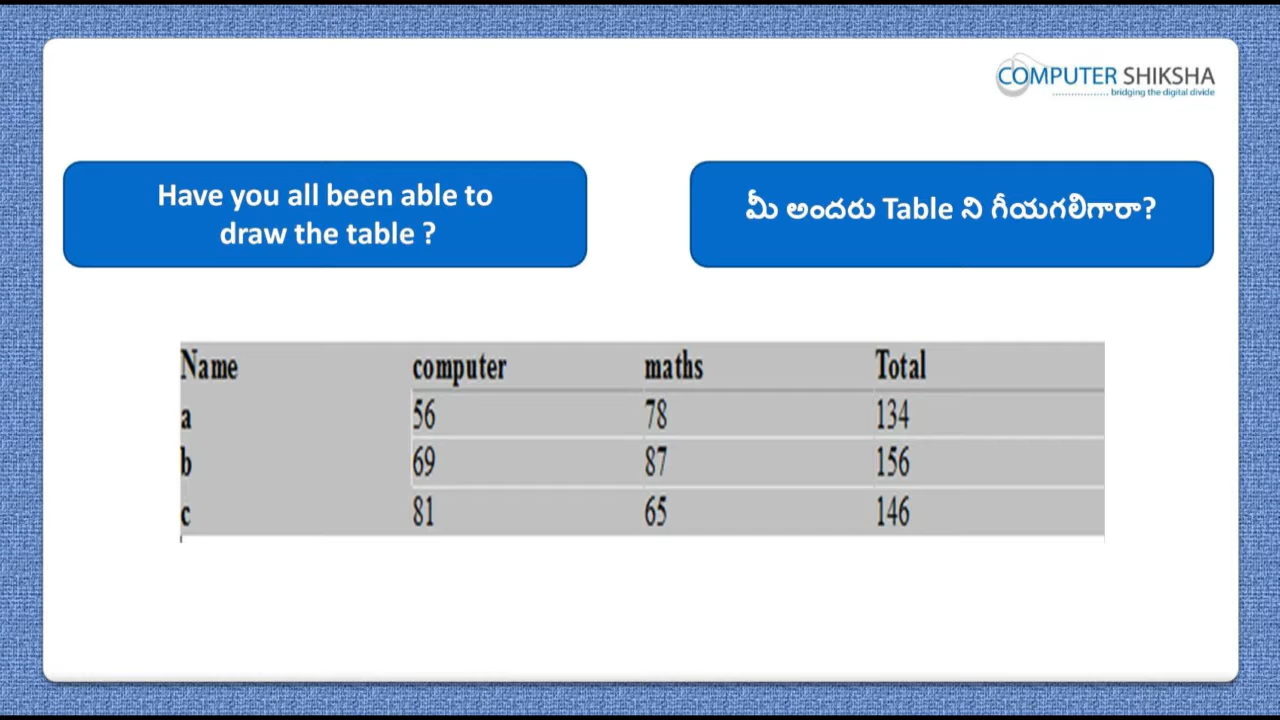 COMPUTER SHIKSHA
bridging the digital divide
Have you all been able to
draw the table ?
మీ అందరు Table ని గీయగలిగారా?
Name computer maths Total
a 56 78 134
b 69 87 156
c 81 65 146